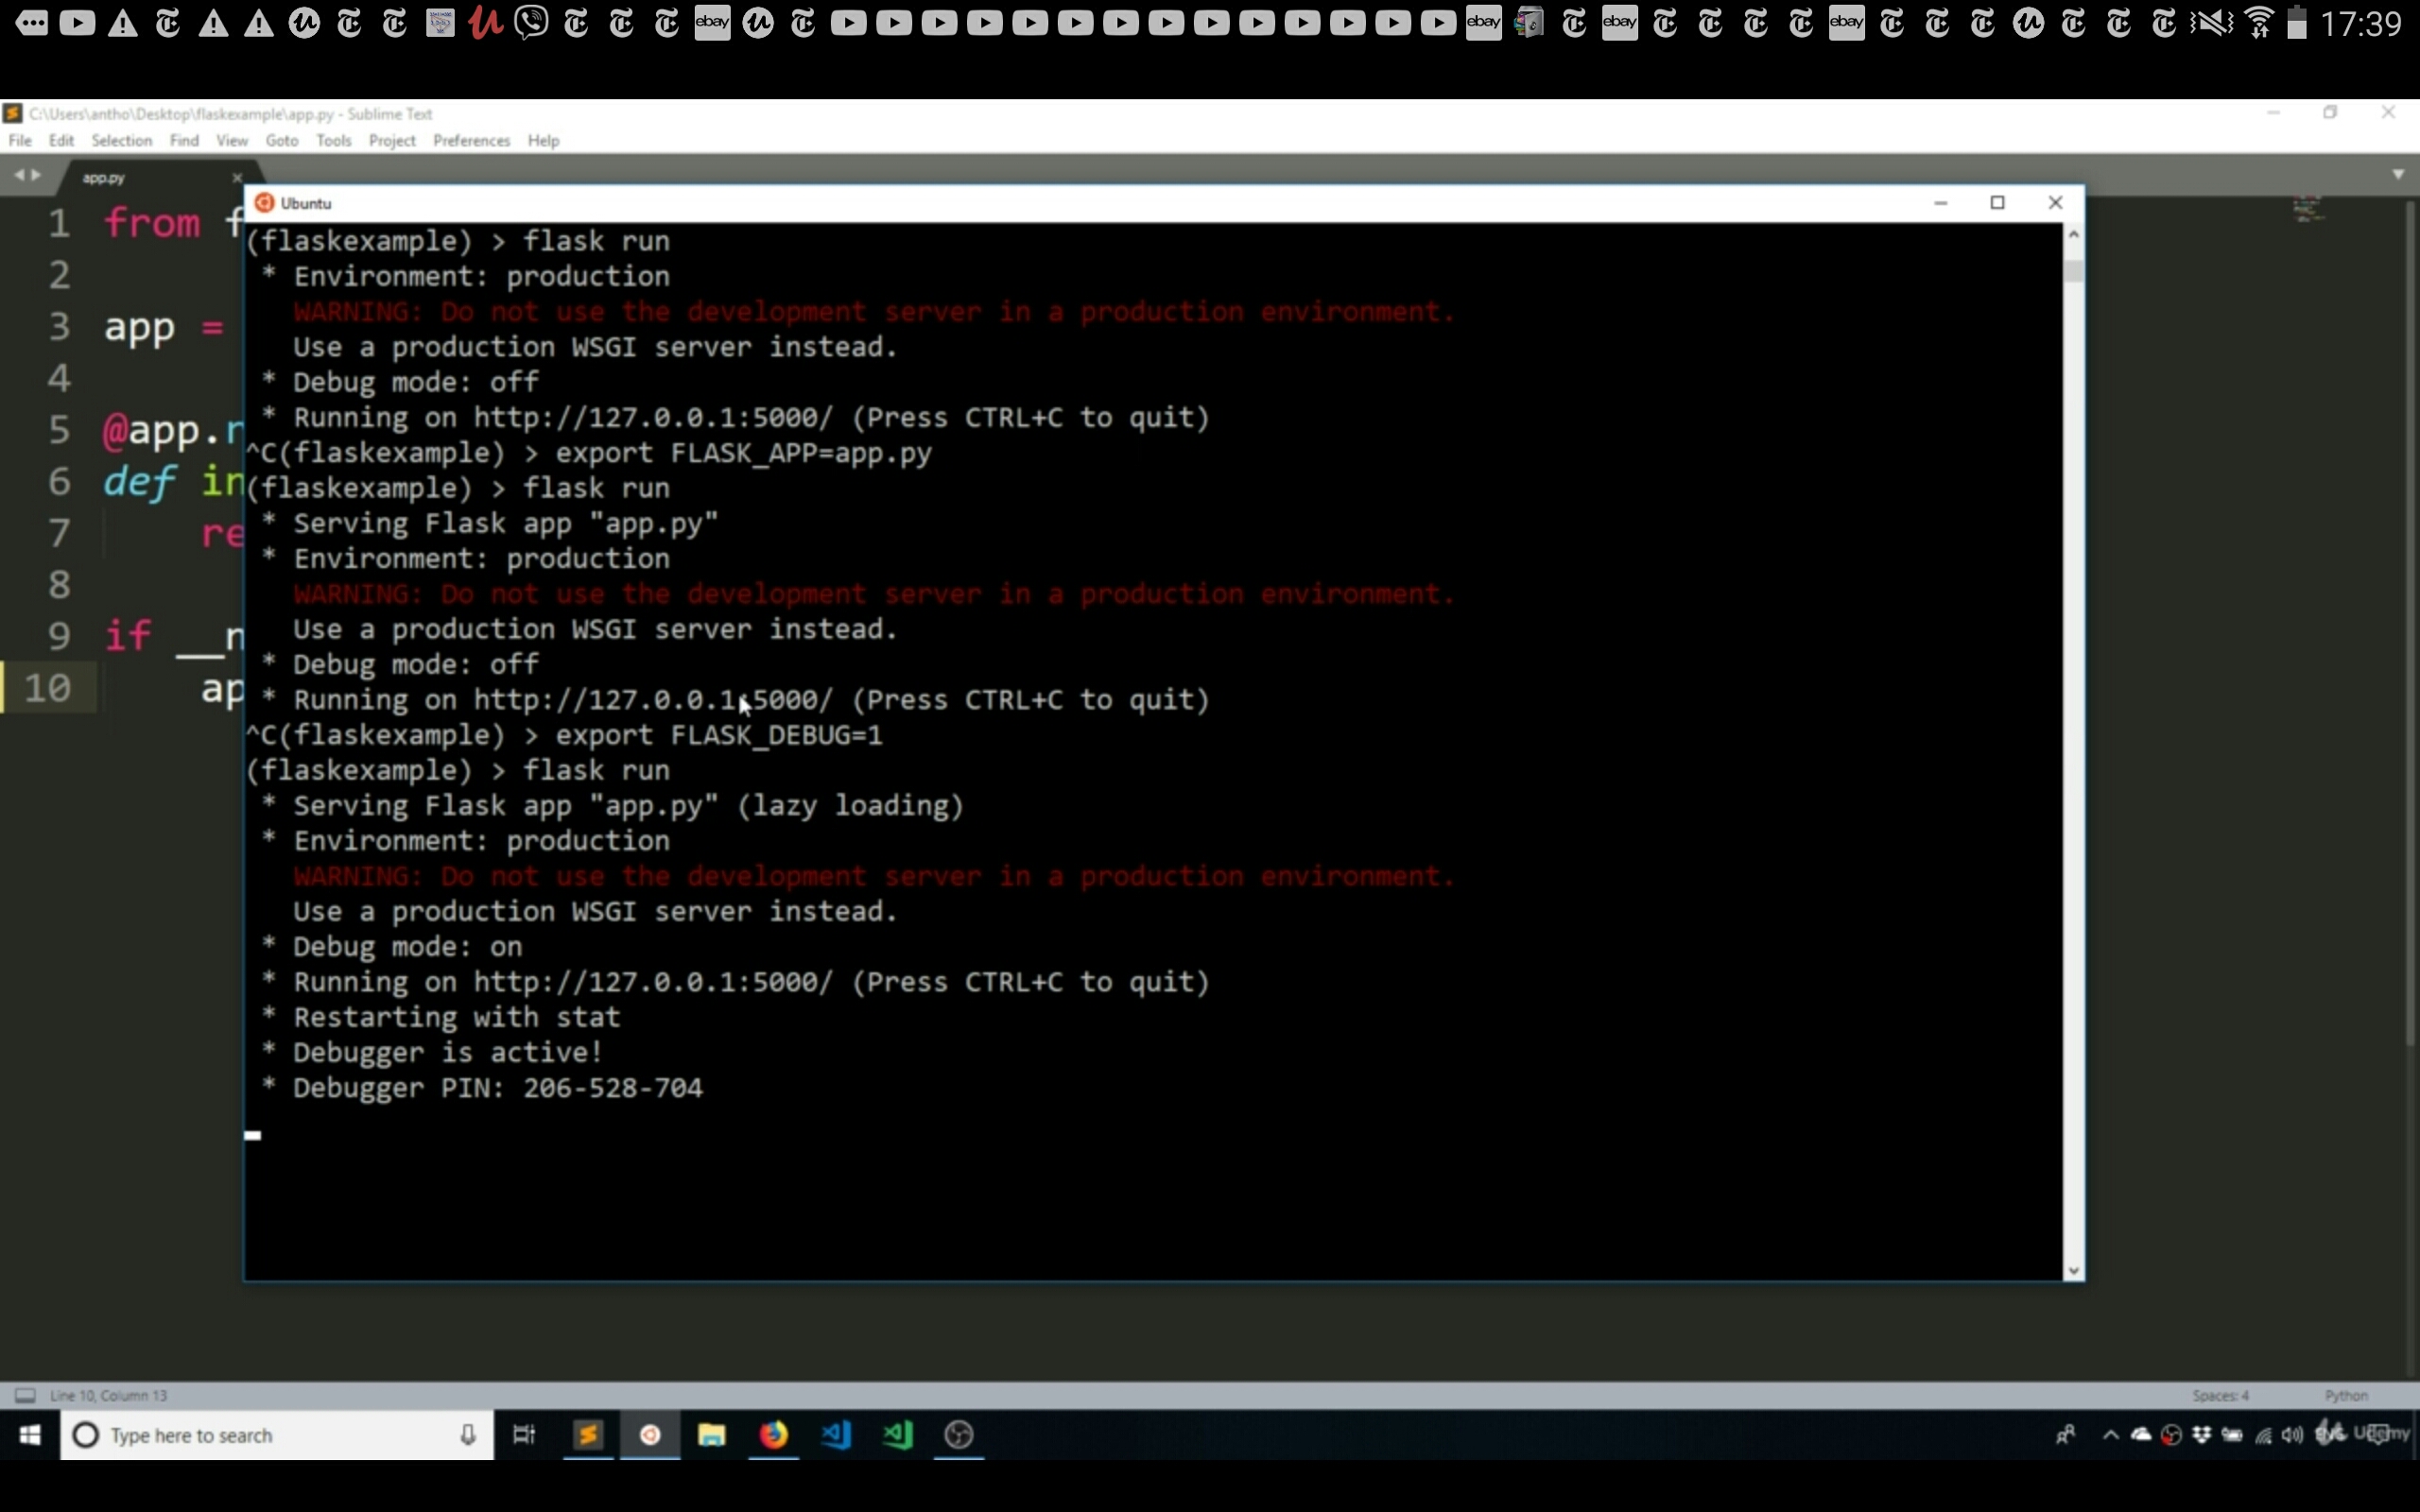 ebay ebay ebay ebay 17:39
C:\Users\antho\Desktop\flaskexample\app.py - Sublime Text
File Edit Selection Find View Goto Tools Project Preferences Help
app.py
Ubuntu
1 from f
2
3 app =
4
5 @app.r
6 def in
7 re
8
9 if __n
10 ap
(flaskexample) > flask run
* Environment: production
WARNING: Do not use the development server in a production environment.
Use a production WSGI server instead.
* Debug mode: off
* Running on http://127.0.0.1:5000/ (Press CTRL+C to quit)
^C(flaskexample) > export FLASK_APP=app.py
(flaskexample) > flask run
* Serving Flask app "app.py"
* Environment: production
WARNING: Do not use the development server in a production environment.
Use a production WSGI server instead.
* Debug mode: off
* Running on http://127.0.0.1:5000/ (Press CTRL+C to quit)
^C(flaskexample) > export FLASK_DEBUG=1
(flaskexample) > flask run
* Serving Flask app "app.py" (lazy loading)
* Environment: production
WARNING: Do not use the development server in a production environment.
Use a production WSGI server instead.
* Debug mode: on
* Running on http://127.0.0.1:5000/ (Press CTRL+C to quit)
* Restarting with stat
* Debugger is active!
* Debugger PIN: 206-528-704
Line 10, Column 13 Spaces: 4 Python
Type here to search ENG Udemy